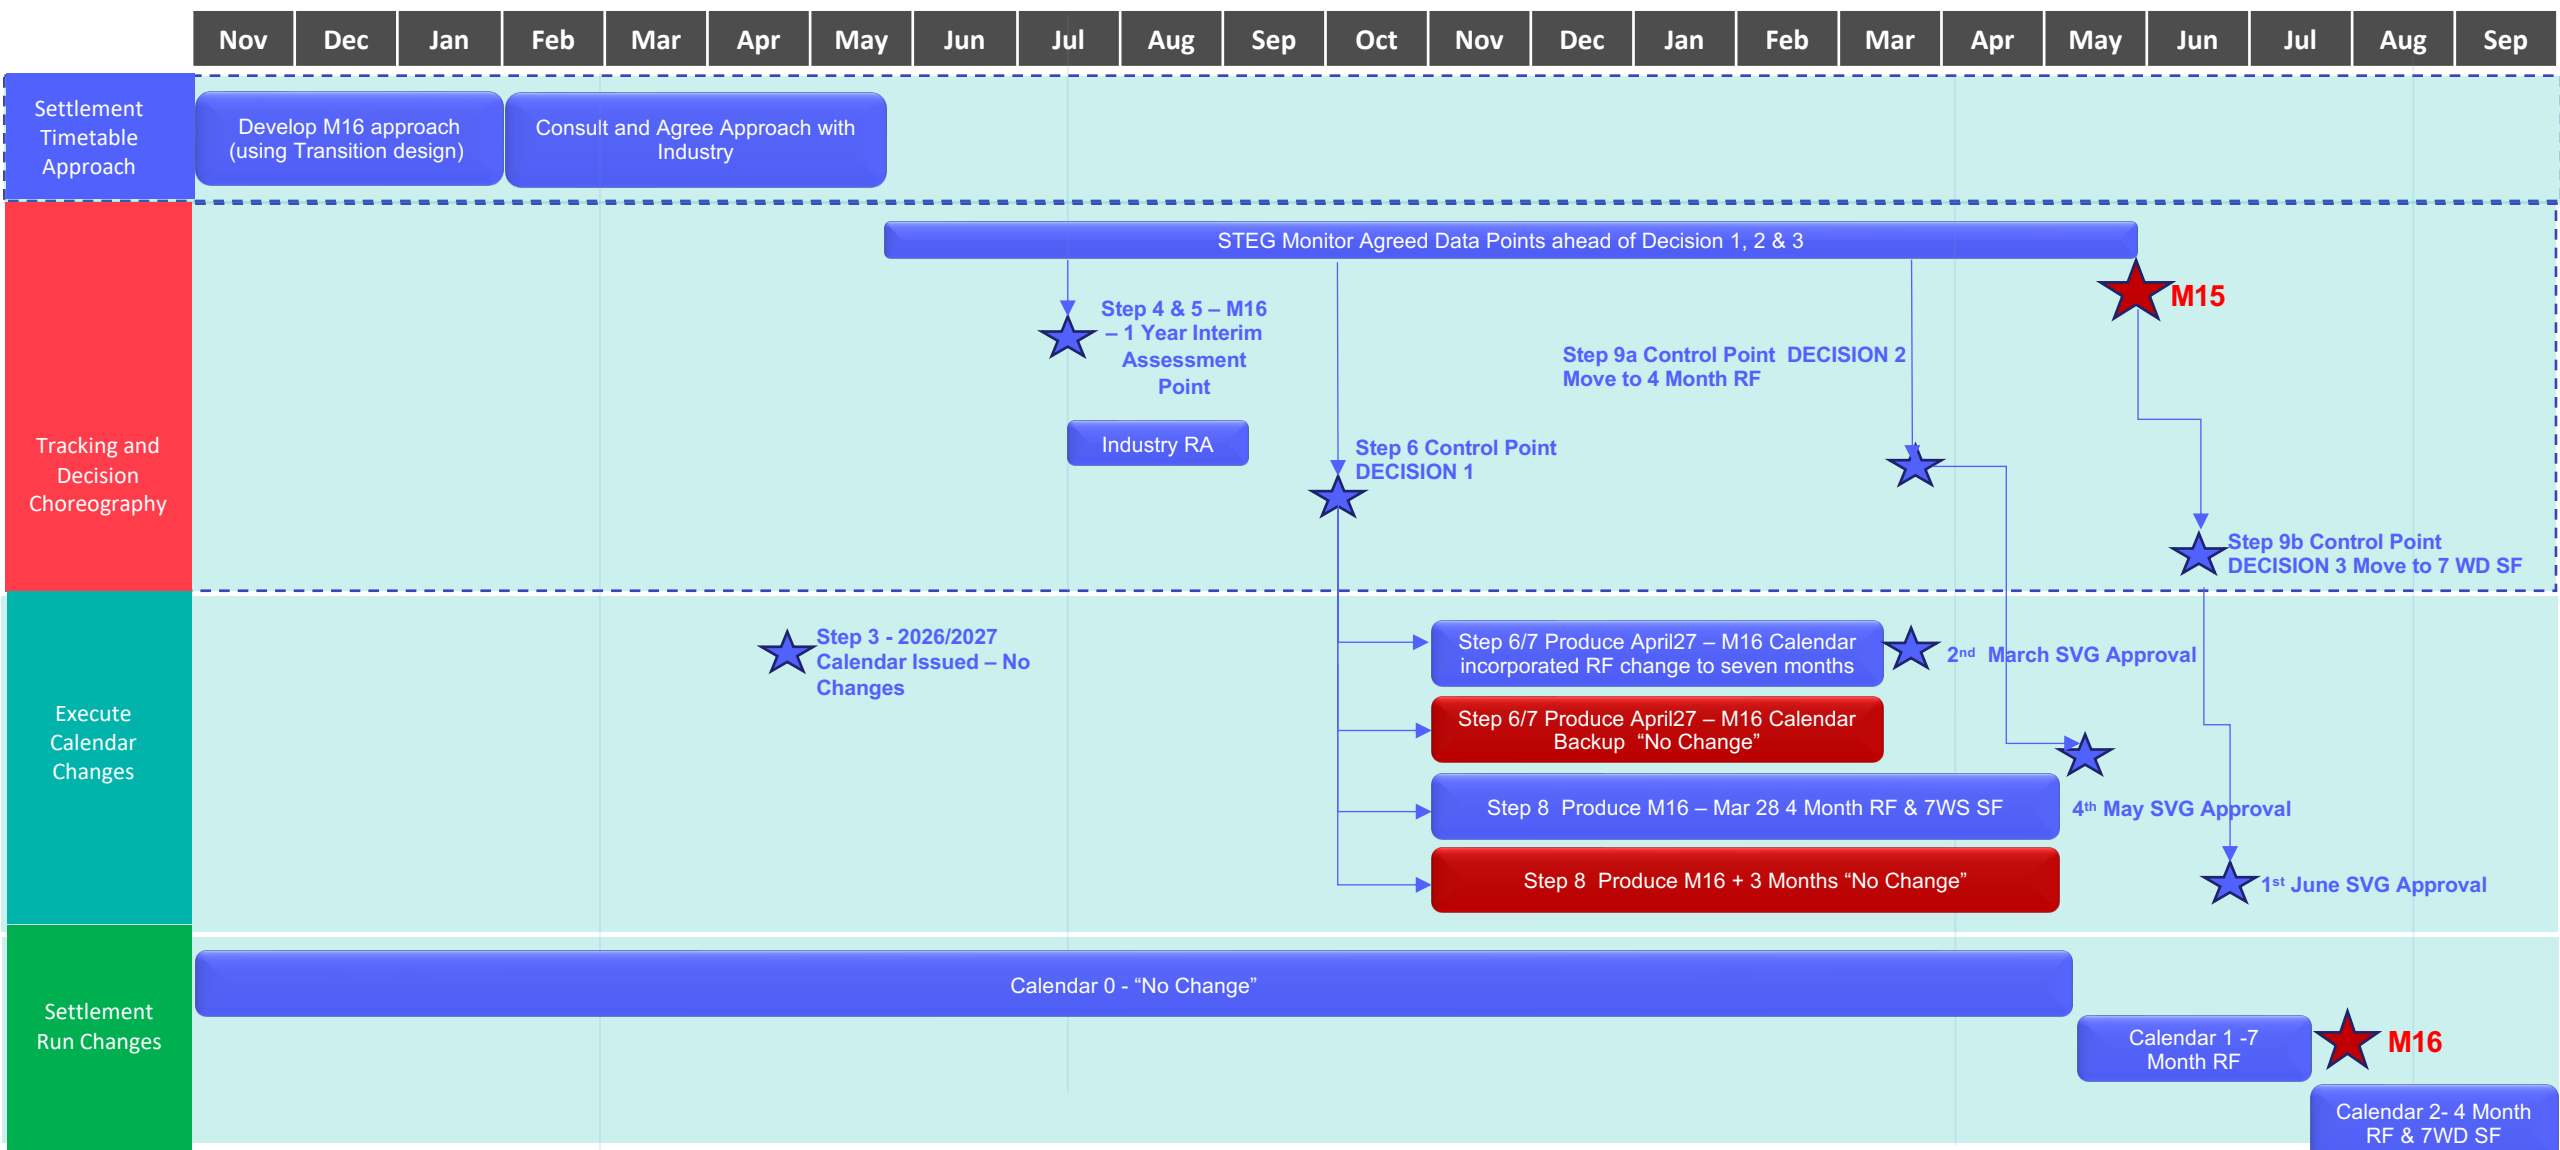 Nov Dec Jan Feb Mar Apr May Jun Jul Aug Sep Oct Nov Dec Jan Feb Mar Apr May Jun Jul Aug Sep
Settlement
Timetable
Approach
Develop M16 approach
(using Transition design)
Consult and Agree Approach with
Industry
Tracking and
Decision
Choreography
STEG Monitor Agreed Data Points ahead of Decision 1, 2 & 3
M15
Step 4 & 5 – M16
– 1 Year Interim
Assessment
Point
Industry RA
Step 6 Control Point
DECISION 1
Step 9a Control Point DECISION 2
Move to 4 Month RF
Step 9b Control Point
DECISION 3 Move to 7 WD SF
Execute
Calendar
Changes
Step 3 - 2026/2027
Calendar Issued – No
Changes
Step 6/7 Produce April27 – M16 Calendar
incorporated RF change to seven months
2nd March SVG Approval
Step 6/7 Produce April27 – M16 Calendar
Backup “No Change”
Step 8 Produce M16 – Mar 28 4 Month RF & 7WS SF
4th May SVG Approval
Step 8 Produce M16 + 3 Months “No Change”
1st June SVG Approval
Settlement
Run Changes
Calendar 0 - “No Change”
Calendar 1 -7
Month RF
M16
Calendar 2- 4 Month
RF & 7WD SF